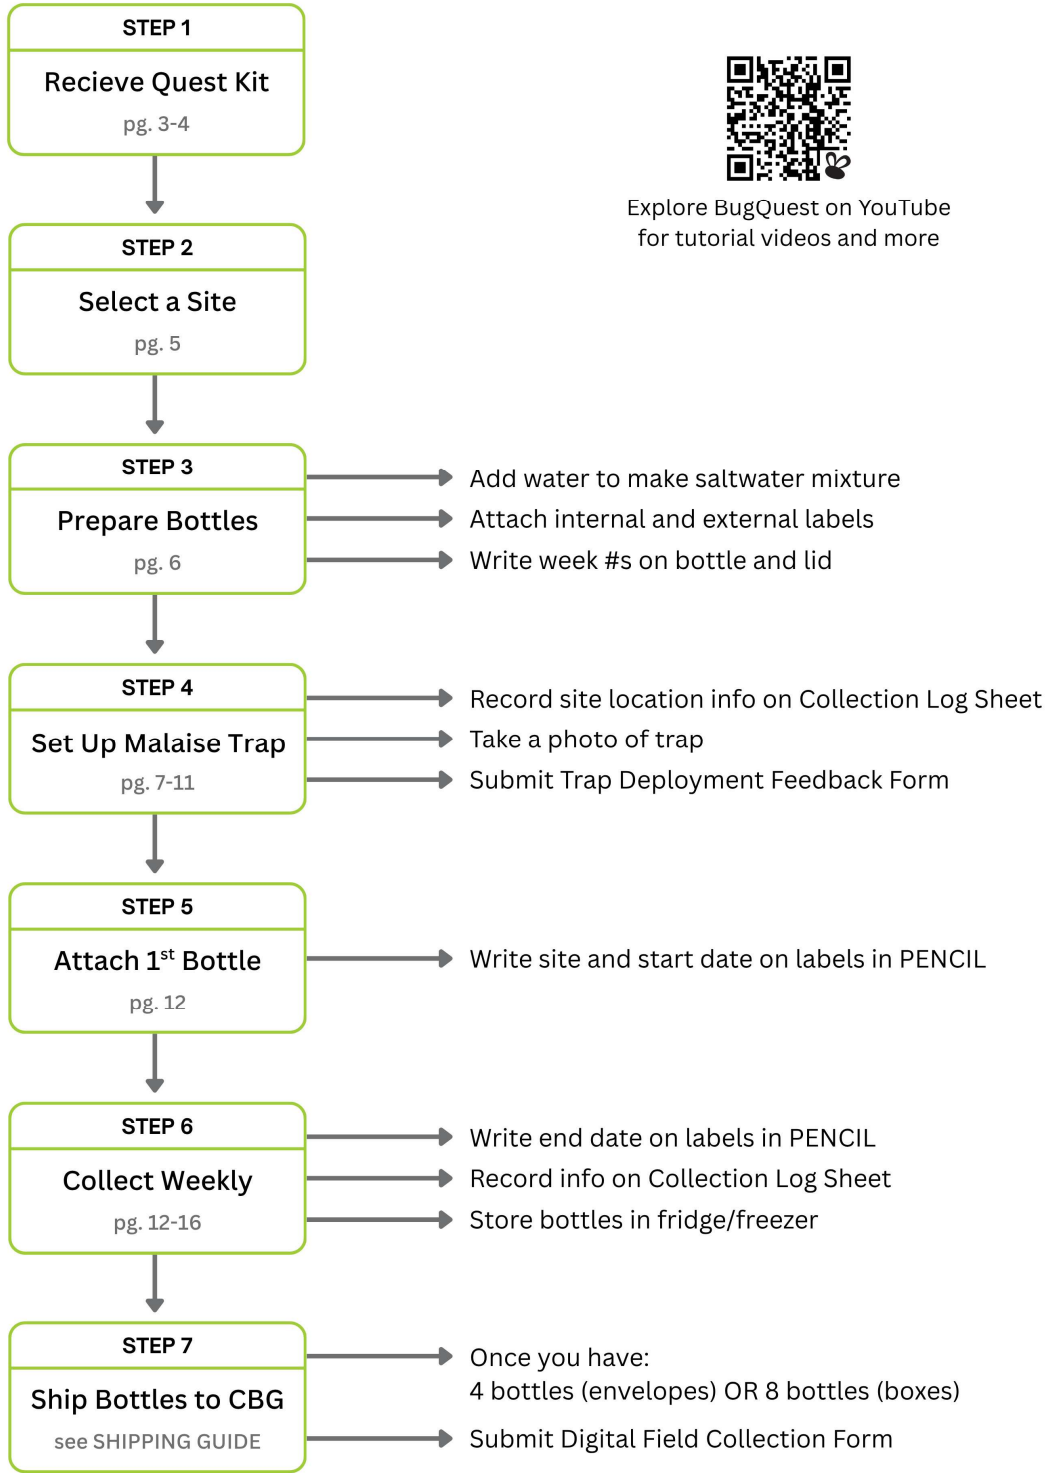 STEP 1
Recieve Quest Kit
pg. 3-4
Explore BugQuest on YouTube
for tutorial videos and more
STEP 2
Select a Site
pg. 5
STEP 3
Prepare Bottles
pg. 6
Add water to make saltwater mixture
Attach internal and external labels
Write week #s on bottle and lid
STEP 4
Set Up Malaise Trap
pg. 7-11
Record site location info on Collection Log Sheet
Take a photo of trap
Submit Trap Deployment Feedback Form
STEP 5
Attach 1st Bottle
pg. 12
Write site and start date on labels in PENCIL
STEP 6
Collect Weekly
pg. 12-16
Write end date on labels in PENCIL
Record info on Collection Log Sheet
Store bottles in fridge/freezer
STEP 7
Ship Bottles to CBG
see SHIPPING GUIDE
Once you have:
4 bottles (envelopes) OR 8 bottles (boxes)
Submit Digital Field Collection Form